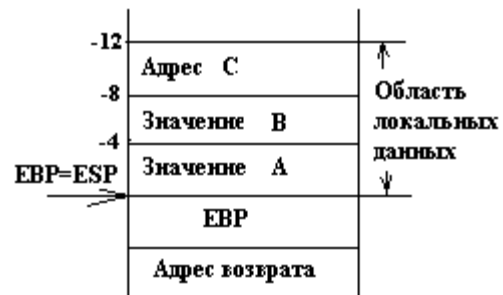 -12
Адрес С
-8
Область
локальных
данных
Значение В
-4
Значение А
EBP=ESP
EBP
Адрес возврата